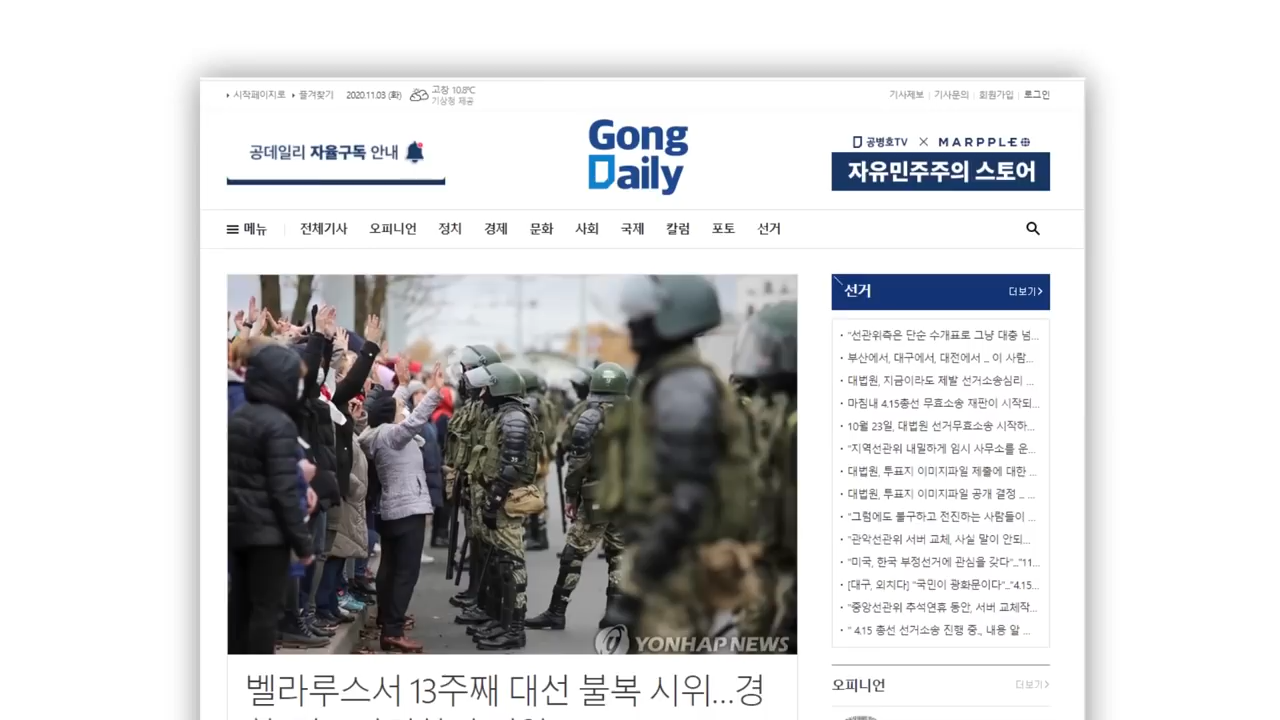 시작페이지로 즐겨찾기 2020.11.03 (화) 고창 10.8℃
기상청 제공
기사제보 기사문의 회원가입 로그인
공데일리 자율구독 안내
Gong
Daily
공병호TV × MARPPLE
자유민주주의 스토어
메뉴 전체기사 오피니언 정치 경제 문화 사회 국제 칼럼 포토 선거
YONHAP NEWS
벨라루스서 13주째 대선 불복 시위...경
선거 더보기
"선관위측은 단순 수개표로 그냥 대충 넘...
부산에서, 대구에서, 대전에서 ... 이 사람...
대법원, 지금이라도 제발 선거소송심리 ...
마침내 4.15총선 무효소송 재판이 시작되...
10월 23일, 대법원 선거무효소송 시작하...
"지역선관위 내밀하게 임시 사무소를 운...
대법원, 투표지 이미지파일 제출에 대한 ...
대법원, 투표지 이미지파일 공개 결정 ... ...
"그럼에도 불구하고 전진하는 사람들이 ...
"관악선관위 서버 교체, 사실 말이 안되...
"미국, 한국 부정선거에 관심을 갖다"..."11...
[대구, 외치다] "국민이 광화문이다"..."4.15...
"중앙선관위 추석연휴 동안, 서버 교체작...
" 4.15 총선 선거소송 진행 중., 내용 알 ...
오피니언 더보기